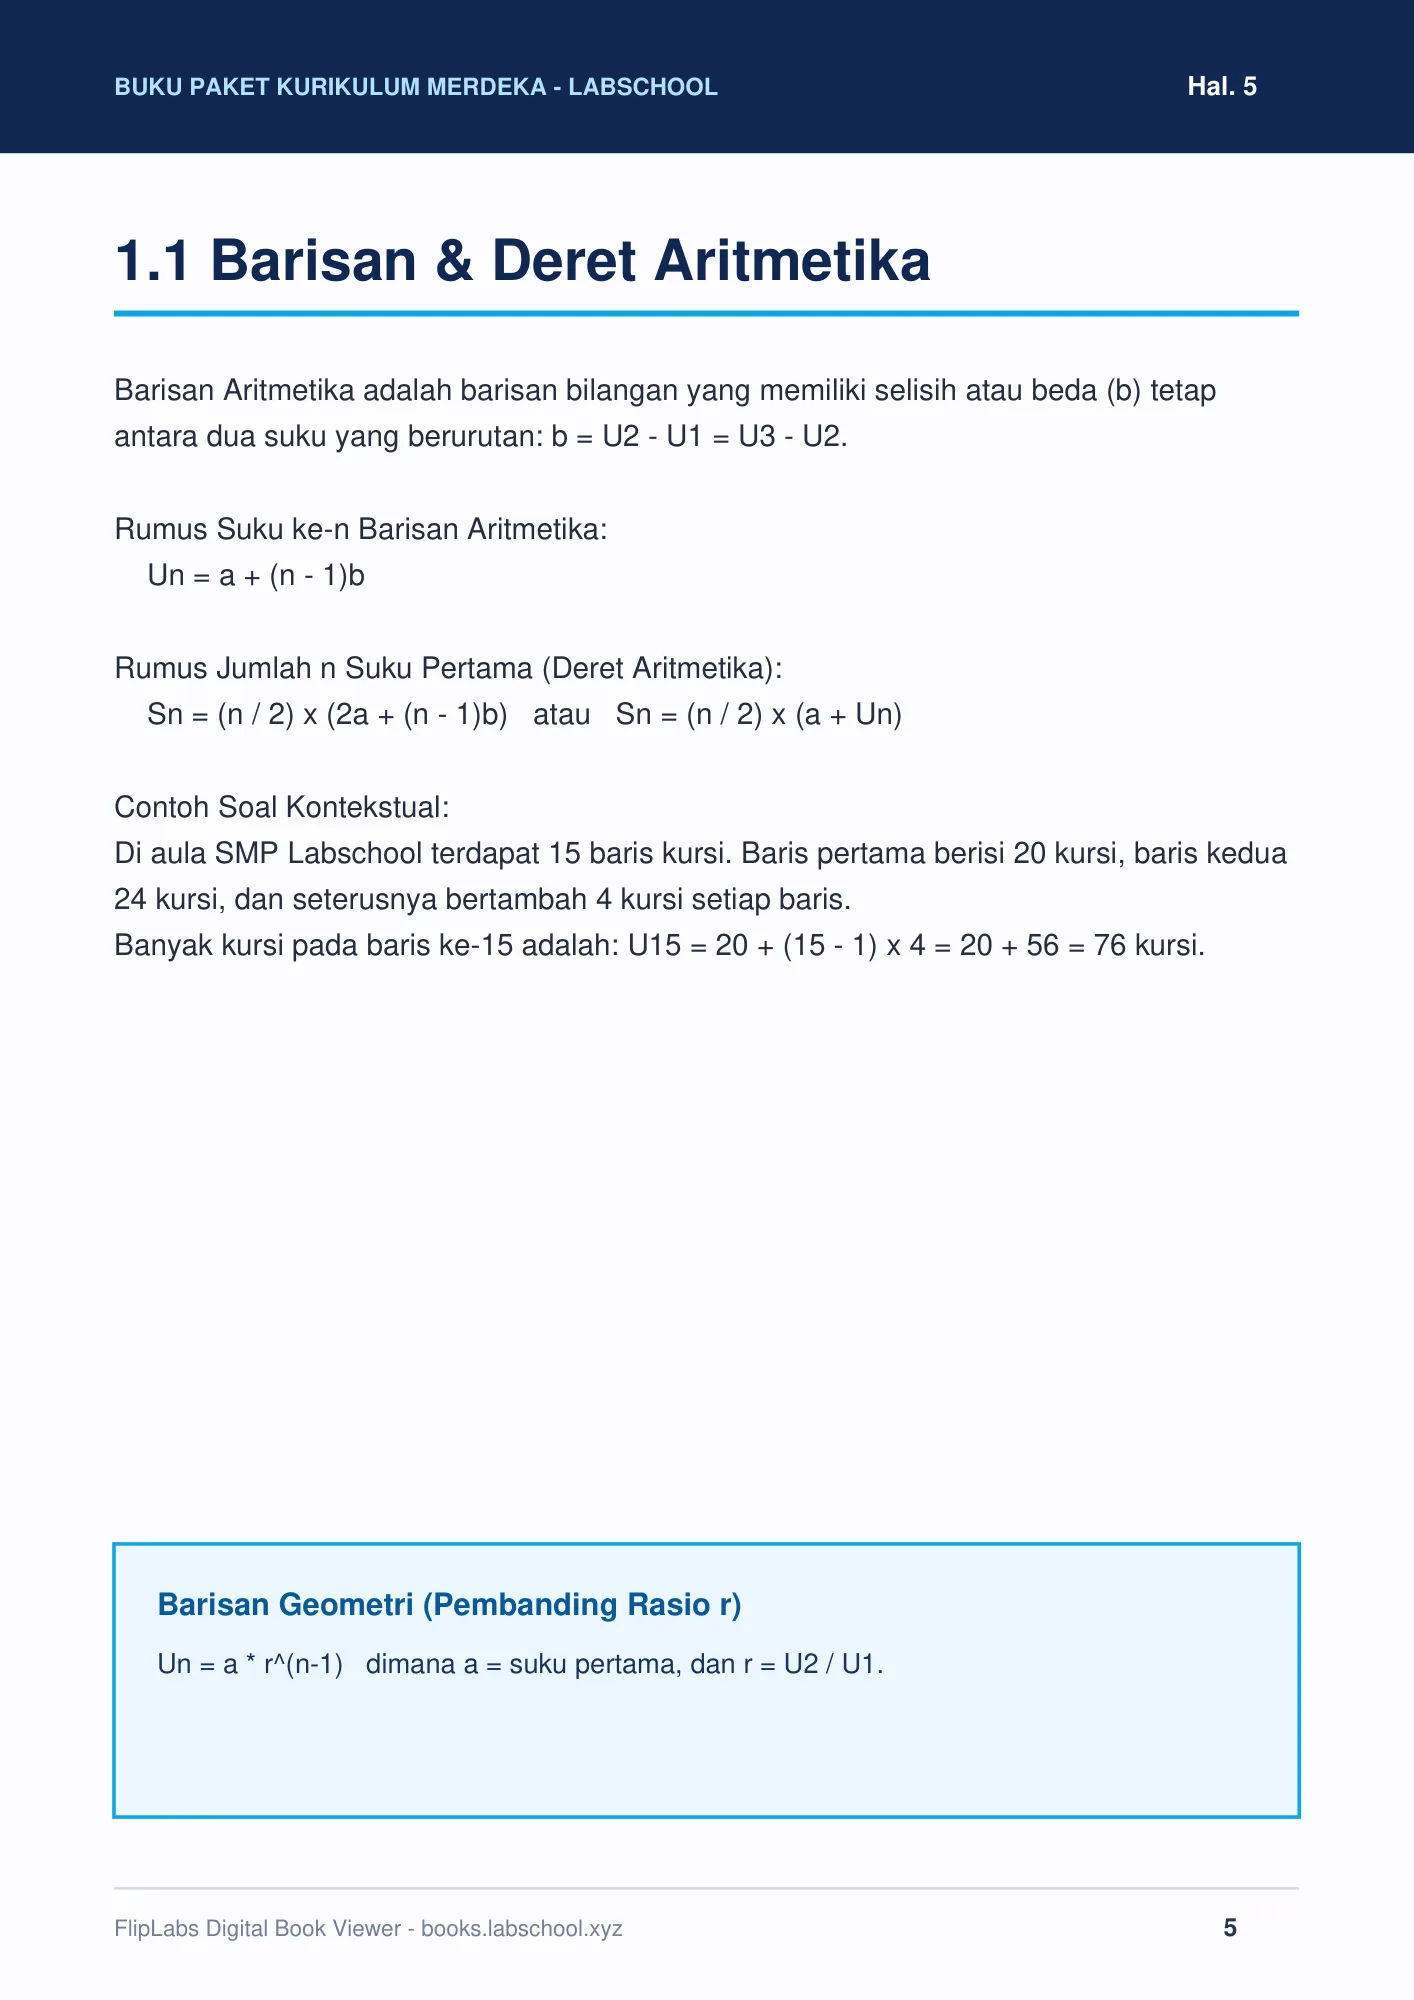 BUKU PAKET KURIKULUM MERDEKA - LABSCHOOL
Hal. 5
1.1 Barisan & Deret Aritmetika
Barisan Aritmetika adalah barisan bilangan yang memiliki selisih atau beda (b) tetap
antara dua suku yang berurutan: b = U2 - U1 = U3 - U2.
Rumus Suku ke-n Barisan Aritmetika:
Un = a + (n - 1)b
Rumus Jumlah n Suku Pertama (Deret Aritmetika):
Sn = (n / 2) x (2a + (n - 1)b) atau Sn = (n / 2) x (a + Un)
Contoh Soal Kontekstual:
Di aula SMP Labschool terdapat 15 baris kursi. Baris pertama berisi 20 kursi, baris kedua
24 kursi, dan seterusnya bertambah 4 kursi setiap baris.
Banyak kursi pada baris ke-15 adalah: U15 = 20 + (15 - 1) x 4 = 20 + 56 = 76 kursi.
Barisan Geometri (Pembanding Rasio r)
Un = a * r^(n-1) dimana a = suku pertama, dan r = U2 / U1.
FlipLabs Digital Book Viewer - books.labschool.xyz
5